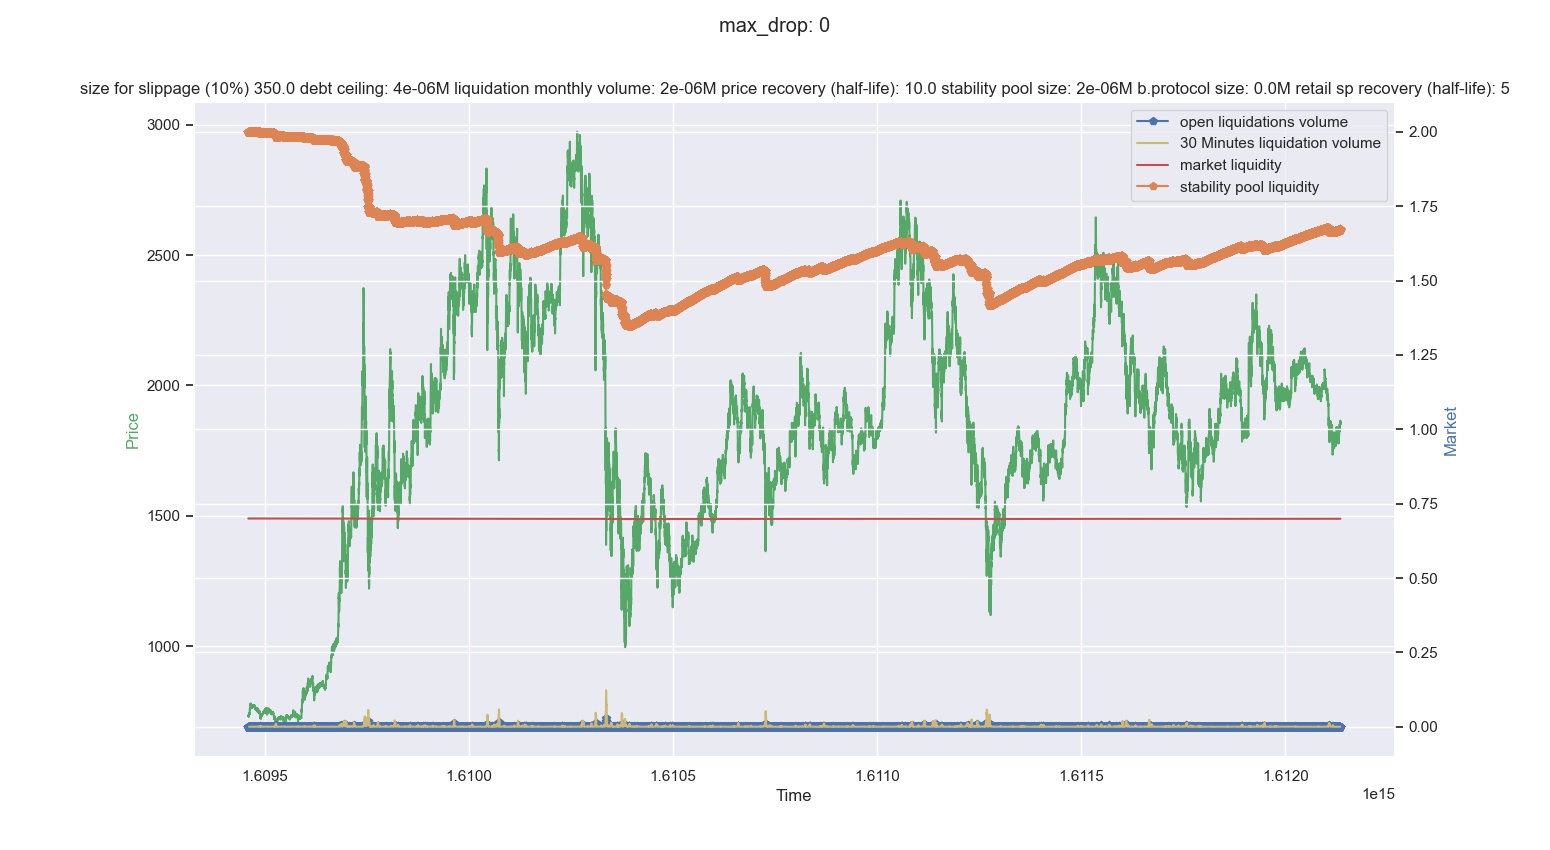 max_drop: 0
size for slippage (10%) 350.0 debt ceiling: 4e-06M liquidation monthly volume: 2e-06M price recovery (half-life): 10.0 stability pool size: 2e-06M b.protocol size: 0.0M retail sp recovery (half-life): 5
open liquidations volume
30 Minutes liquidation volume
market liquidity
stability pool liquidity
3000
2500
2000
1500
1000
Price
2.00
1.75
1.50
1.25
1.00
0.75
0.50
0.25
0.00
Market
1.6095 1.6100 1.6105 1.6110 1.6115 1.6120
1e15
Time